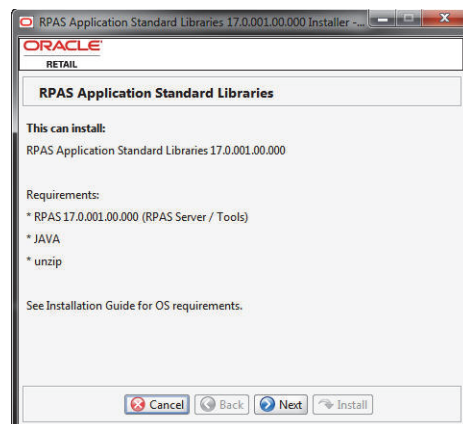 RPAS Application Standard Libraries 17.0.001.00.000 Installer -...
ORACLE
RETAIL
RPAS Application Standard Libraries
This can install:
RPAS Application Standard Libraries 17.0.001.00.000
Requirements:
* RPAS 17.0.001.00.000 (RPAS Server / Tools)
* JAVA
* unzip
See Installation Guide for OS requirements.
Cancel Back Next Install